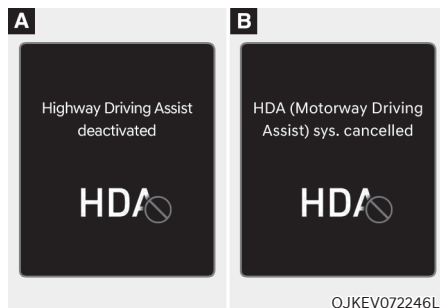 A
Highway Driving Assist
deactivated
HDA
B
HDA (Motorway Driving
Assist) sys. cancelled
HDA
OJKEV072246L